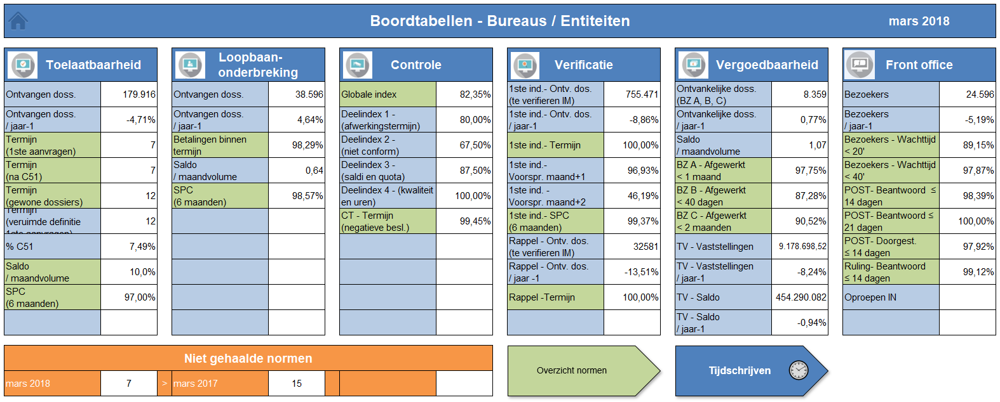 Boordtabellen - Bureaus / Entiteiten
mars 2018
Toelaatbaarheid
Ontvangen doss.
179.916
Ontvangen doss.
/ jaar-1
-4,71%
Termijn
(1ste aanvragen)
7
Termijn
(na C51)
7
Termijn
(gewone dossiers)
12
Termijn
(veruimde definitie
1ste aanvragen)
12
% C51
7,49%
Saldo
/ maandvolume
10,0%
SPC
(6 maanden)
97,00%
Loopbaan-
onderbreking
Ontvangen doss.
38.596
Ontvangen doss.
/ jaar-1
4,64%
Betalingen binnen
termijn
98,29%
Saldo
/ maandvolume
0,64
SPC
(6 maanden)
98,57%
Controle
Globale index
82,35%
Deelindex 1 -
(afwerkingstermijn)
80,00%
Deelindex 2 -
(niet conform)
67,50%
Deelindex 3 -
(saldi en quota)
87,50%
Deelindex 4 - (kwaliteit
en uren)
100,00%
CT - Termijn
(negatieve besl.)
99,45%
Verificatie
1ste ind.- Ontv. dos.
(te verifieren IM)
755.471
1ste ind.- Ontv. dos.
/ jaar-1
-8,86%
1ste ind.- Termijn
100,00%
1ste ind.-
Voorspr. maand+1
96,93%
1ste ind. -
Voorspr. maand+2
46,19%
1ste ind.- SPC
(6 maanden)
99,37%
Rappel - Ontv. dos.
(te verifieren IM)
32581
Rappel - Ontv. dos.
/ jaar -1
-13,51%
Rappel -Termijn
100,00%
Vergoedbaarheid
Ontvankelijke doss.
(BZ A, B, C)
8.359
Ontvankelijke doss.
/ jaar-1
0,77%
Saldo
/ maandvolume
1,07
BZ A - Afgewerkt
< 1 maand
97,75%
BZ B - Afgewerkt
< 40 dagen
87,28%
BZ C - Afgewerkt
< 2 maanden
90,52%
TV - Vaststellingen
9.178.698,52
TV - Vaststellingen
/ jaar-1
-8,24%
TV - Saldo
454.290.082
TV - Saldo
/ jaar-1
-0,94%
Front office
Bezoekers
24.596
Bezoekers
/ jaar-1
-5,19%
Bezoekers - Wachttijd
< 20'
89,15%
Bezoekers - Wachttijd
< 40'
97,87%
POST- Beantwoord ≤
14 dagen
98,39%
POST- Beantwoord ≤
21 dagen
100,00%
POST- Doorgest.
≤ 14 dagen
97,92%
Ruling- Beantwoord
≤ 14 dagen
99,12%
Oproepen IN
Niet gehaalde normen
mars 2018
7
>
mars 2017
15
Overzicht normen
Tijdschrijven